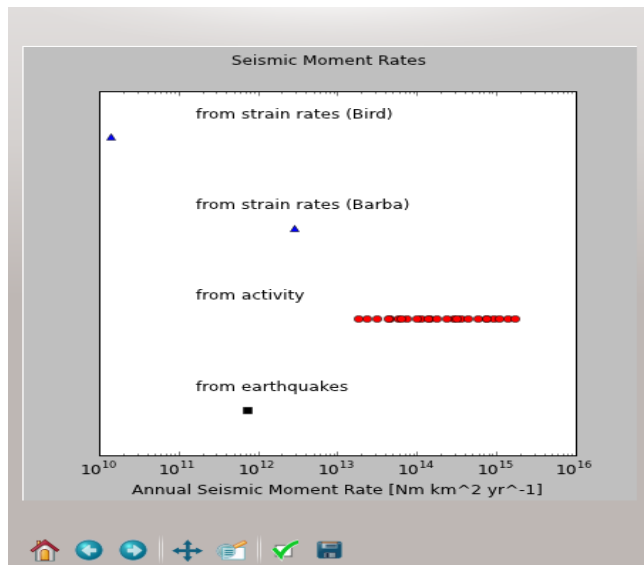 Seismic Moment Rates
from strain rates (Bird)
from strain rates (Barba)
from activity
from earthquakes
10^10 10^11 10^12 10^13 10^14 10^15 10^16
Annual Seismic Moment Rate [Nm km^2 yr^-1]